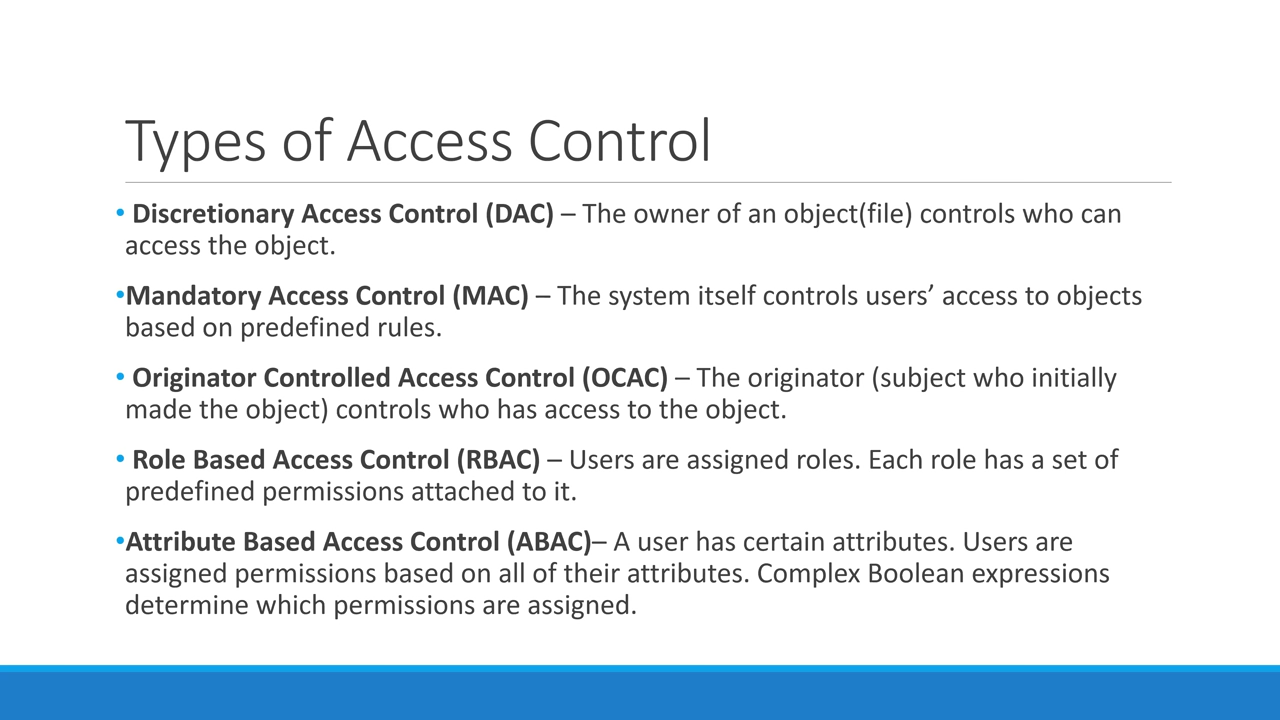 Types of Access Control
• Discretionary Access Control (DAC) – The owner of an object(file) controls who can
access the object.
•Mandatory Access Control (MAC) – The system itself controls users’ access to objects
based on predefined rules.
• Originator Controlled Access Control (OCAC) – The originator (subject who initially
made the object) controls who has access to the object.
• Role Based Access Control (RBAC) – Users are assigned roles. Each role has a set of
predefined permissions attached to it.
•Attribute Based Access Control (ABAC)– A user has certain attributes. Users are
assigned permissions based on all of their attributes. Complex Boolean expressions
determine which permissions are assigned.